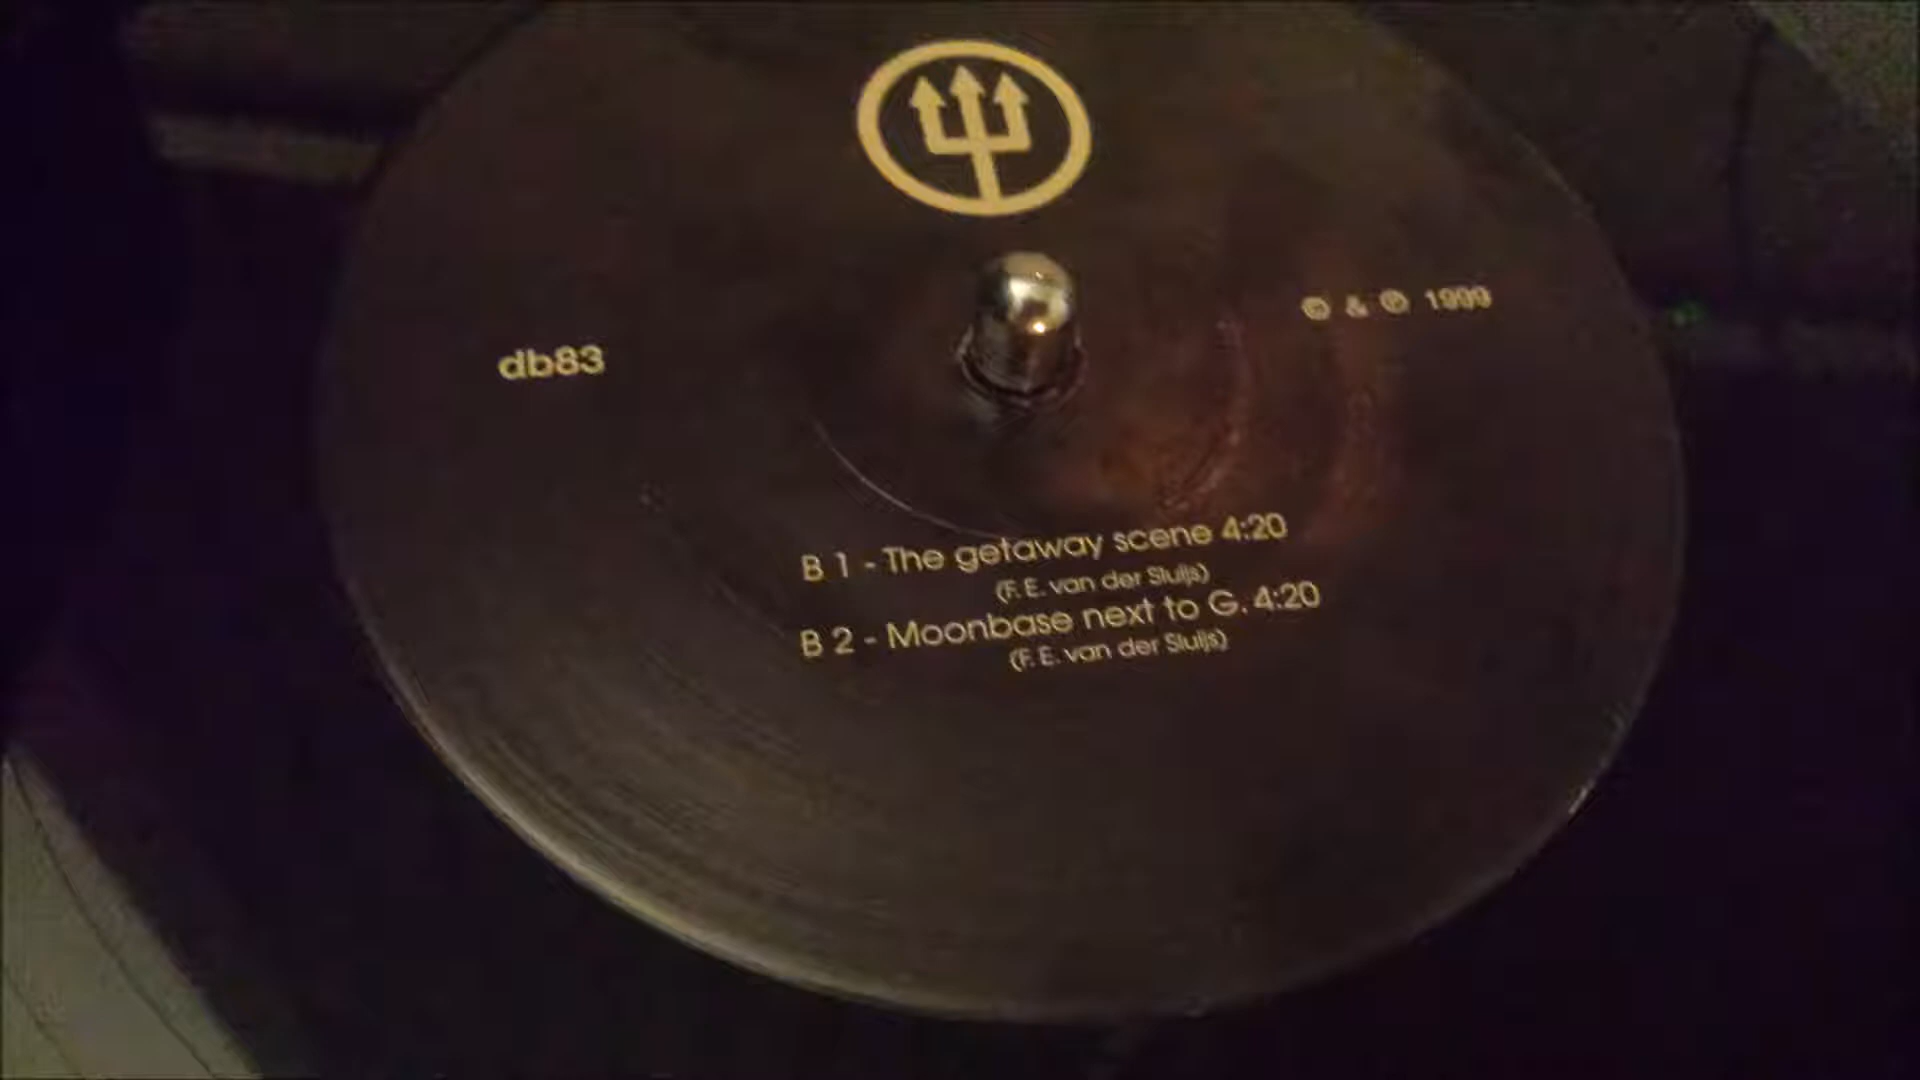 db83
© & ℗ 1999
B 1 - The getaway scene 4:20
(F. E. van der Sluijs)
B 2 - Moonbase next to G. 4:20
(F. E. van der Sluijs)